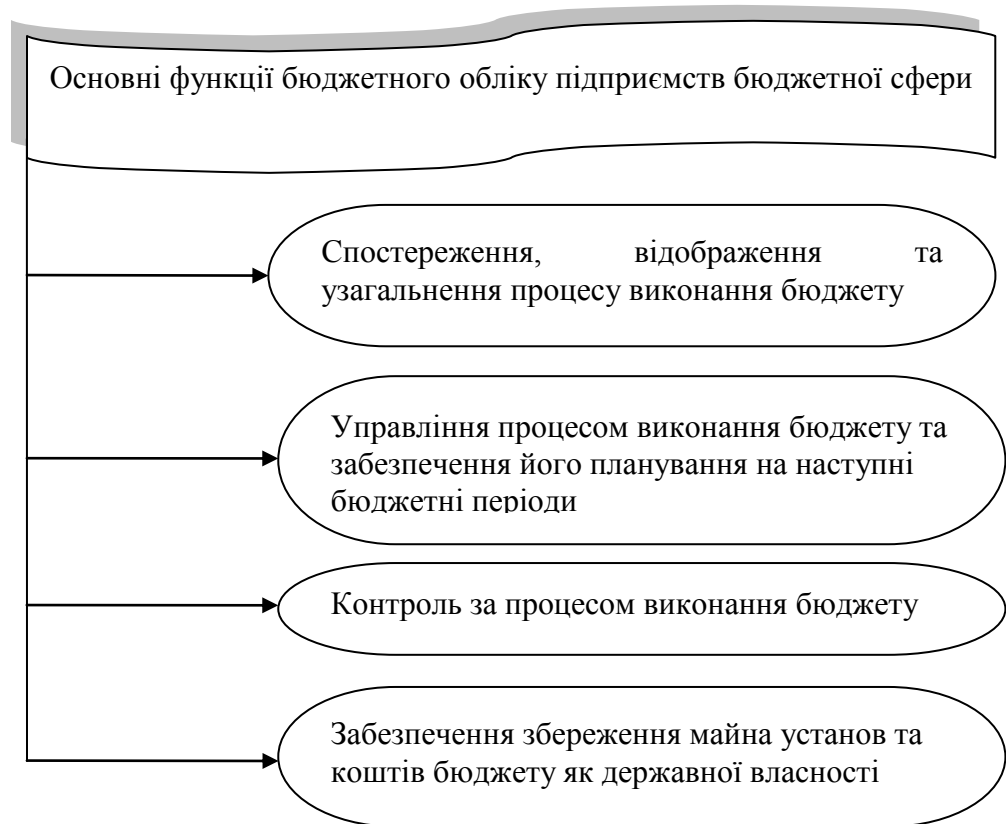 Основні функції бюджетного обліку підприємств бюджетної сфери
Спостереження, відображення та
узагальнення процесу виконання бюджету
Управління процесом виконання бюджету та
забезпечення його планування на наступні
бюджетні періоди
Контроль за процесом виконання бюджету
Забезпечення збереження майна установ та
коштів бюджету як державної власності